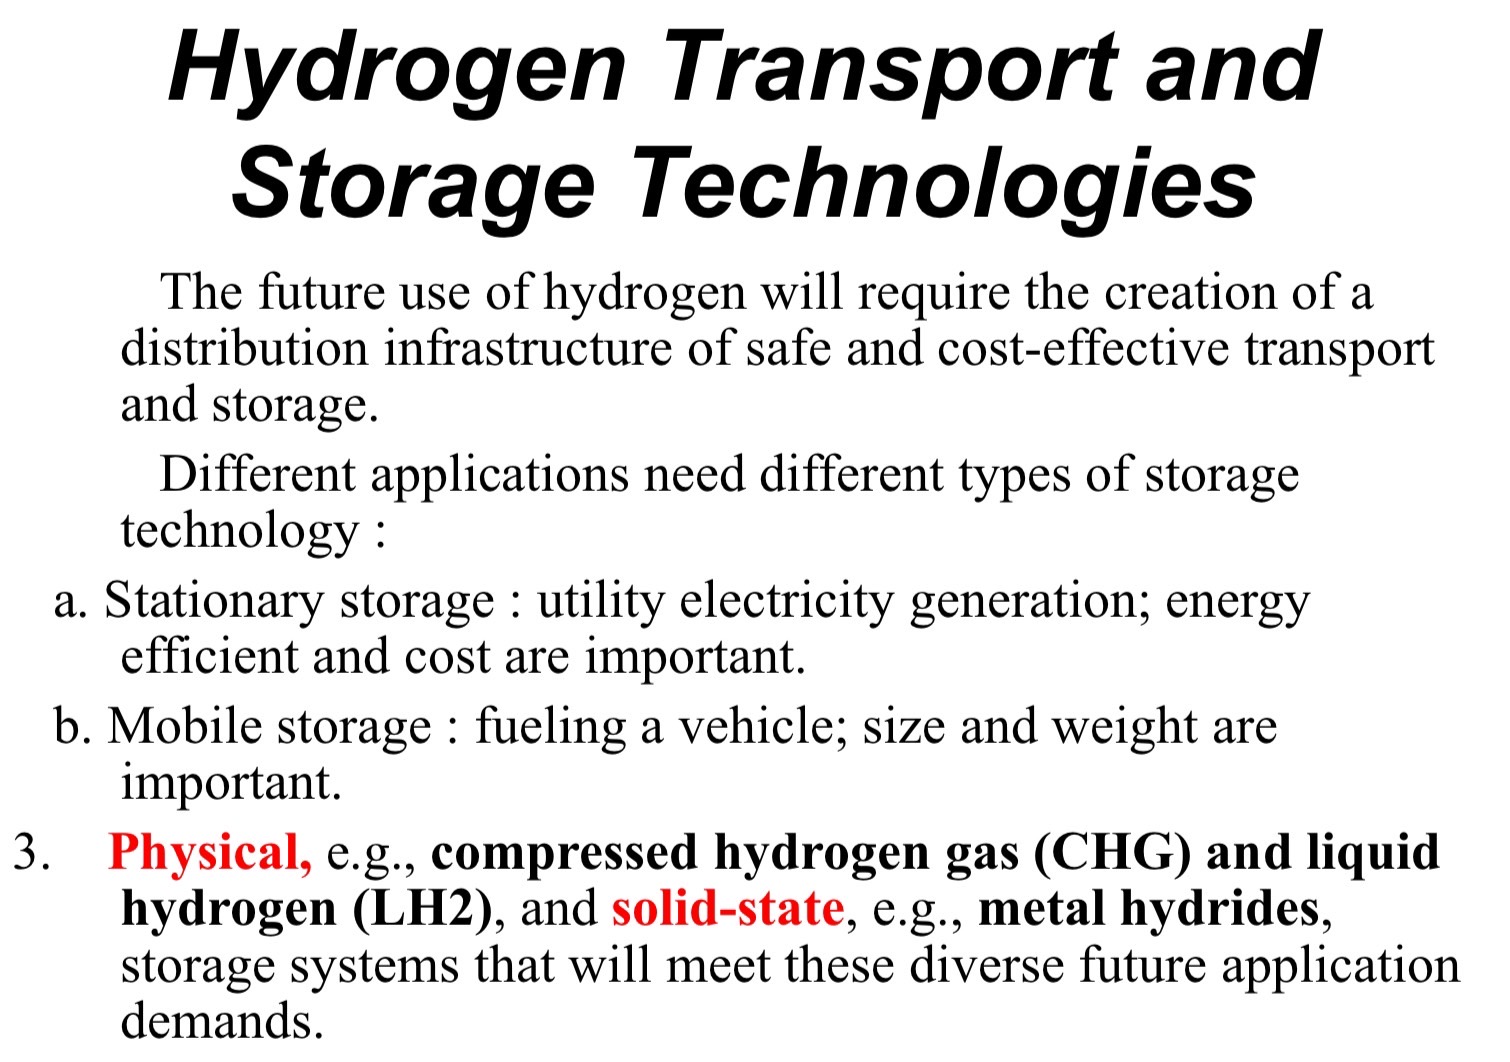 Hydrogen Transport and
Storage Technologies
The future use of hydrogen will require the creation of a
distribution infrastructure of safe and cost-effective transport
and storage.
Different applications need different types of storage
technology :
a. Stationary storage : utility electricity generation; energy
efficient and cost are important.
b. Mobile storage : fueling a vehicle; size and weight are
important.
3. Physical, e.g., compressed hydrogen gas (CHG) and liquid
hydrogen (LH2), and solid-state, e.g., metal hydrides,
storage systems that will meet these diverse future application
demands.